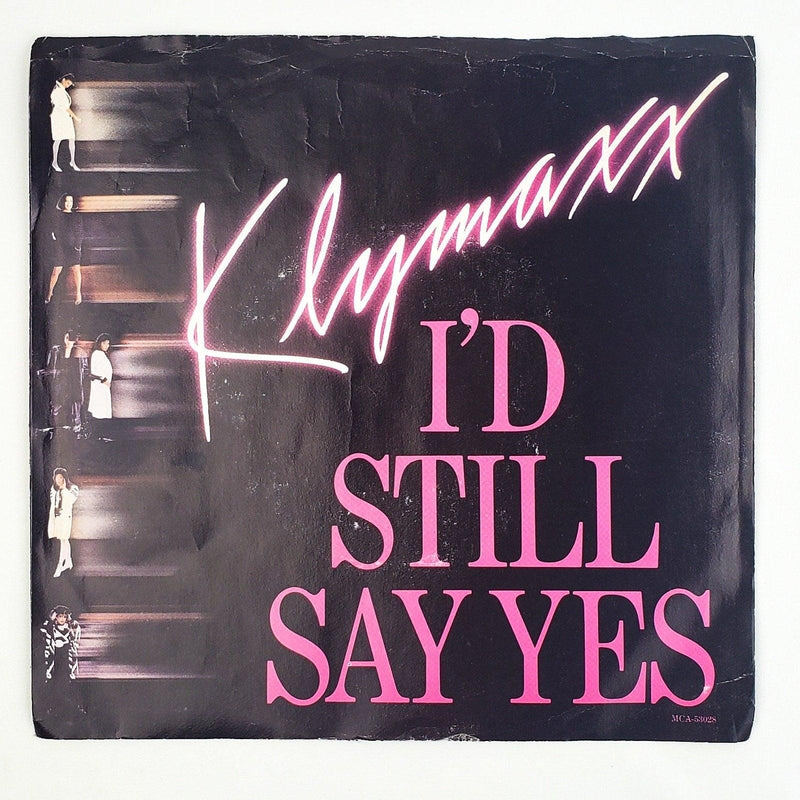 Klymaxx
I'D
STILL
SAY YES
MCA-53028